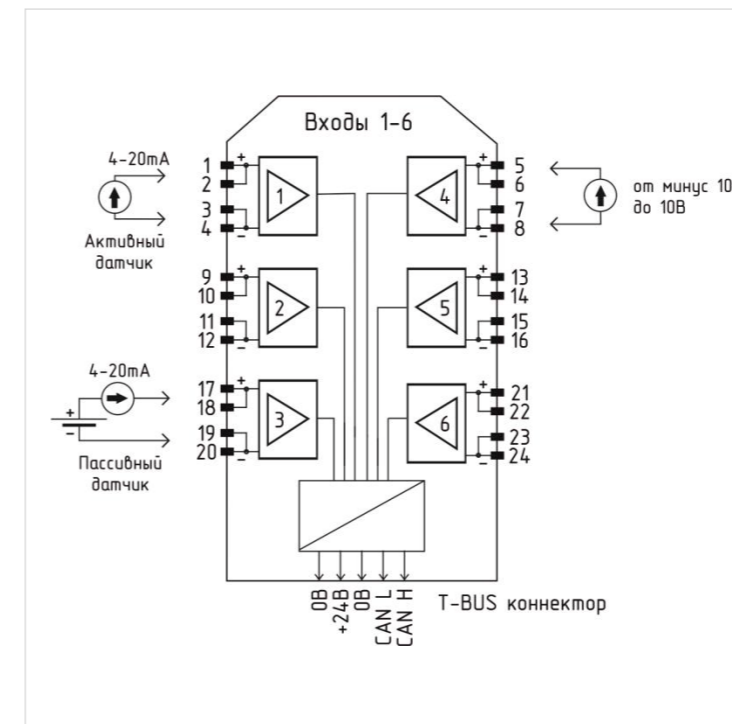 Входы 1-6
4-20mA
Активный
датчик
1
2
3
4
+
−
1
5
6
7
8
+
−
4
от минус 10
до 10В
9
10
11
12
+
−
2
13
14
15
16
+
−
5
4-20mA
+
−
Пассивный
датчик
17
18
19
20
+
−
3
21
22
23
24
+
−
6
0В
+24В
0В
CAN L
CAN H
T-BUS коннектор